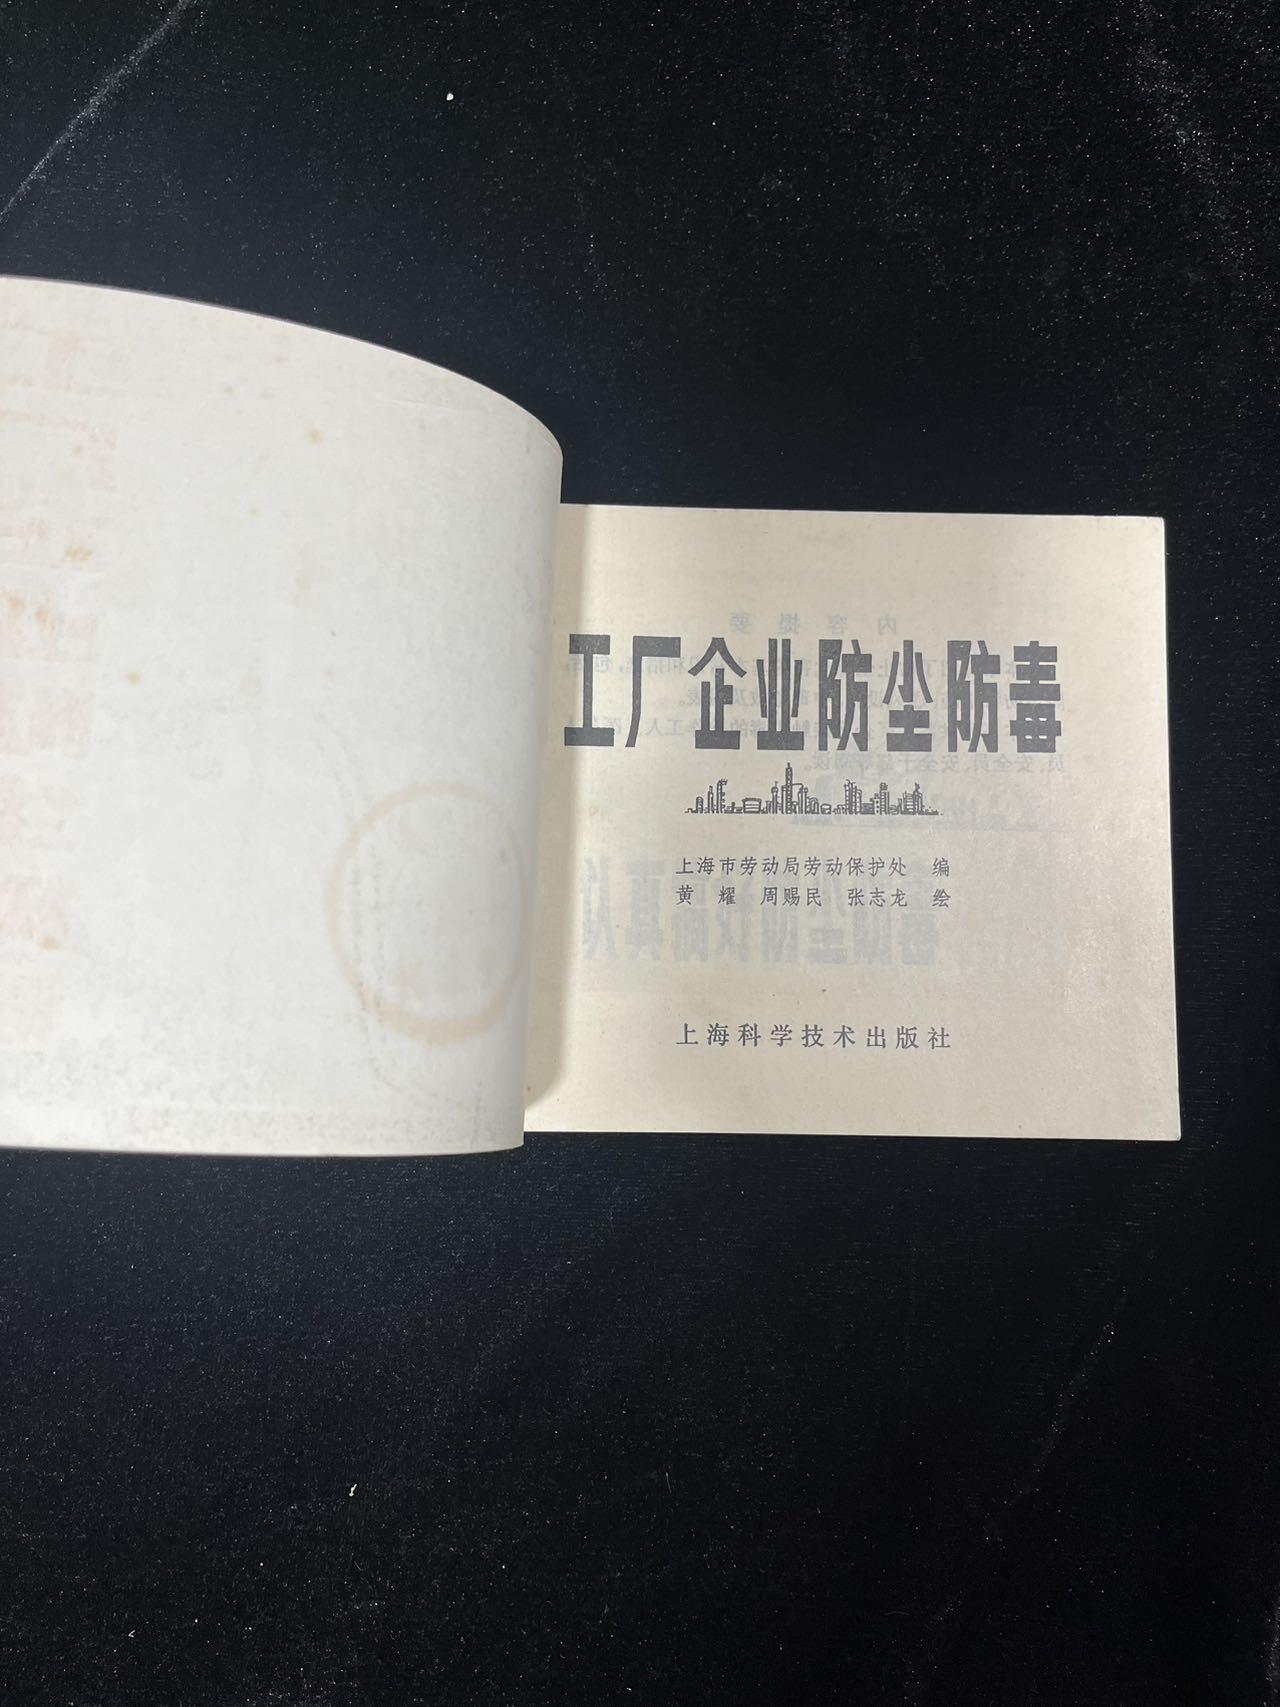 工厂企业防尘防毒
上海市劳动局劳动保护处 编
黄 耀 周赐民 张志龙 绘
上海科学技术出版社